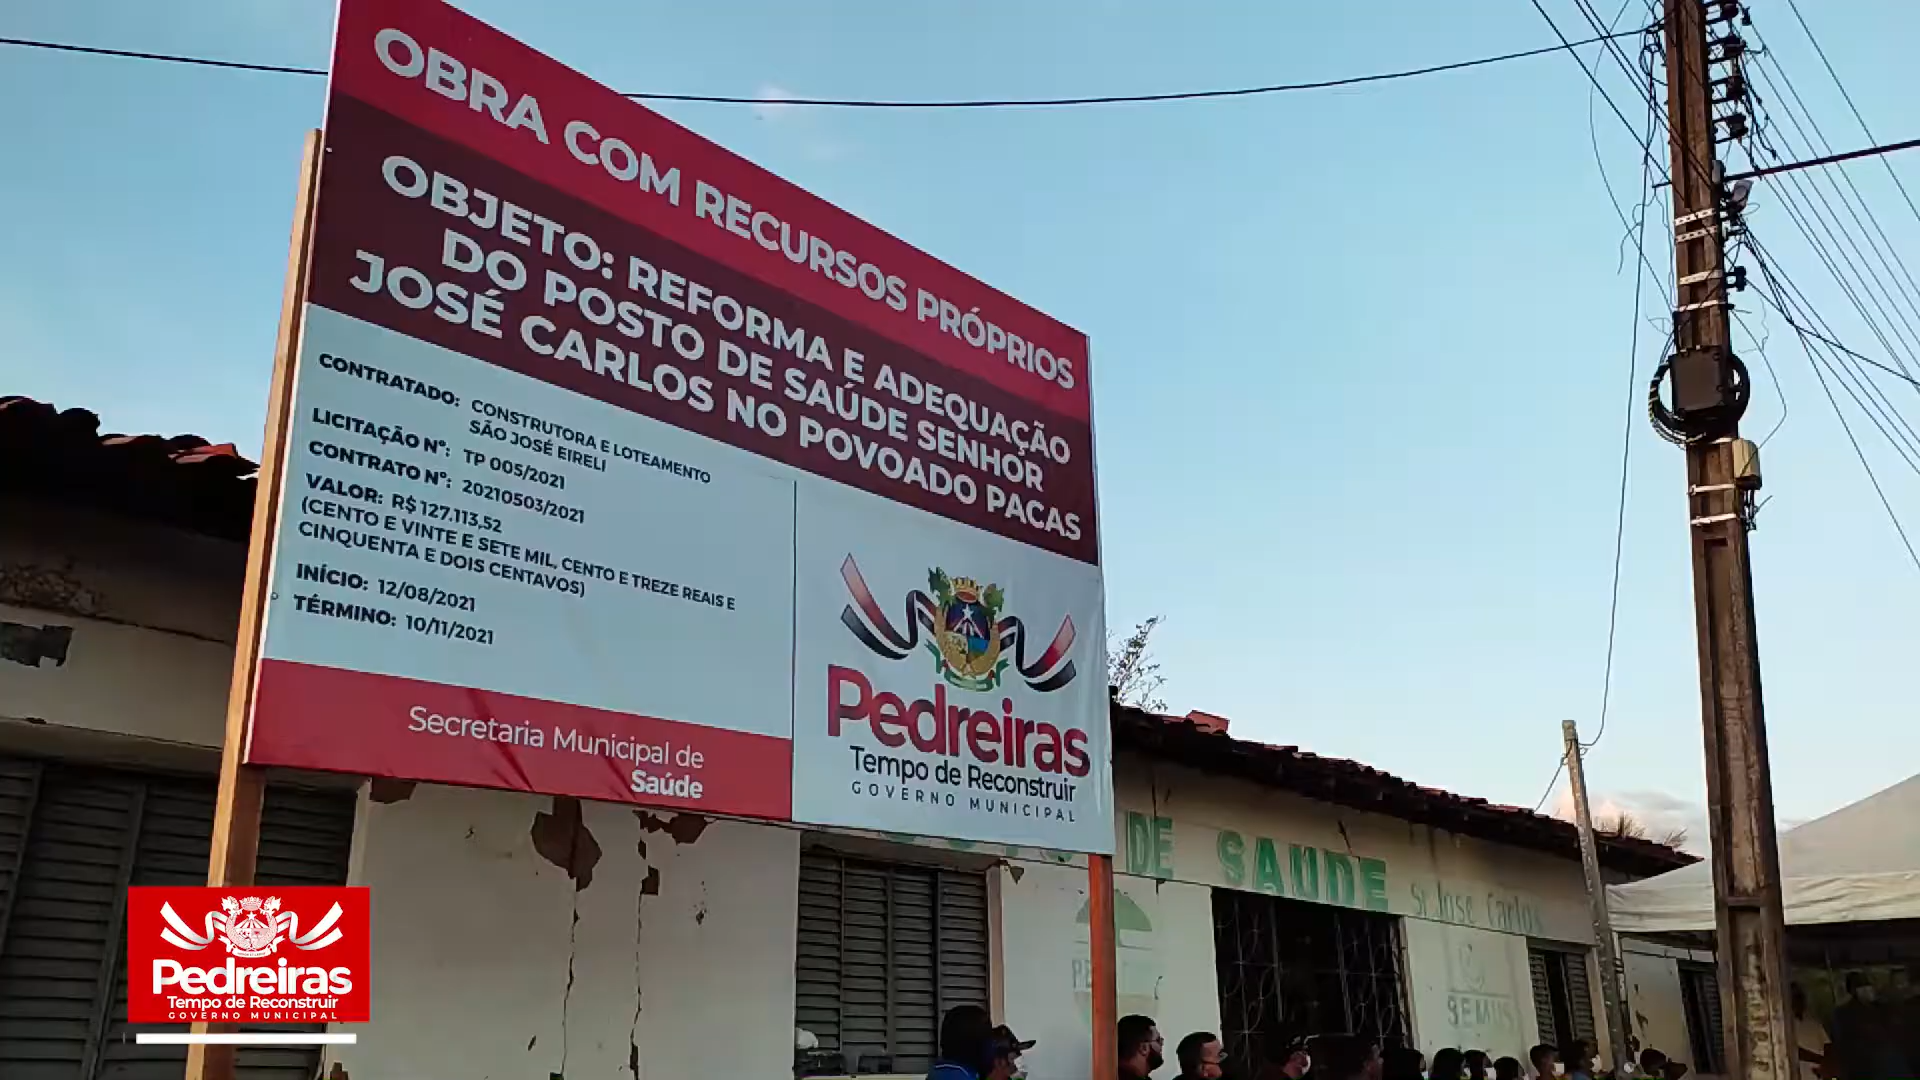 OBRA COM RECURSOS PRÓPRIOS
OBJETO: REFORMA E ADEQUAÇÃO
DO POSTO DE SAÚDE SENHOR
JOSÉ CARLOS NO POVOADO PACAS
CONTRATADO: CONSTRUTORA E LOTEAMENTO
SÃO JOSÉ EIRELI
LICITAÇÃO Nº: TP 005/2021
CONTRATO Nº: 20210503/2021
VALOR: R$ 127.113,52
(CENTO E VINTE E SETE MIL, CENTO E TREZE REAIS E
CINQUENTA E DOIS CENTAVOS)
INÍCIO: 12/08/2021
TÉRMINO: 10/11/2021
Secretaria Municipal de
Saúde
Pedreiras
Tempo de Reconstruir
GOVERNO MUNICIPAL
DE SAUDE Sr José Carlos
SEMUS
Pedreiras
Tempo de Reconstruir
GOVERNO MUNICIPAL